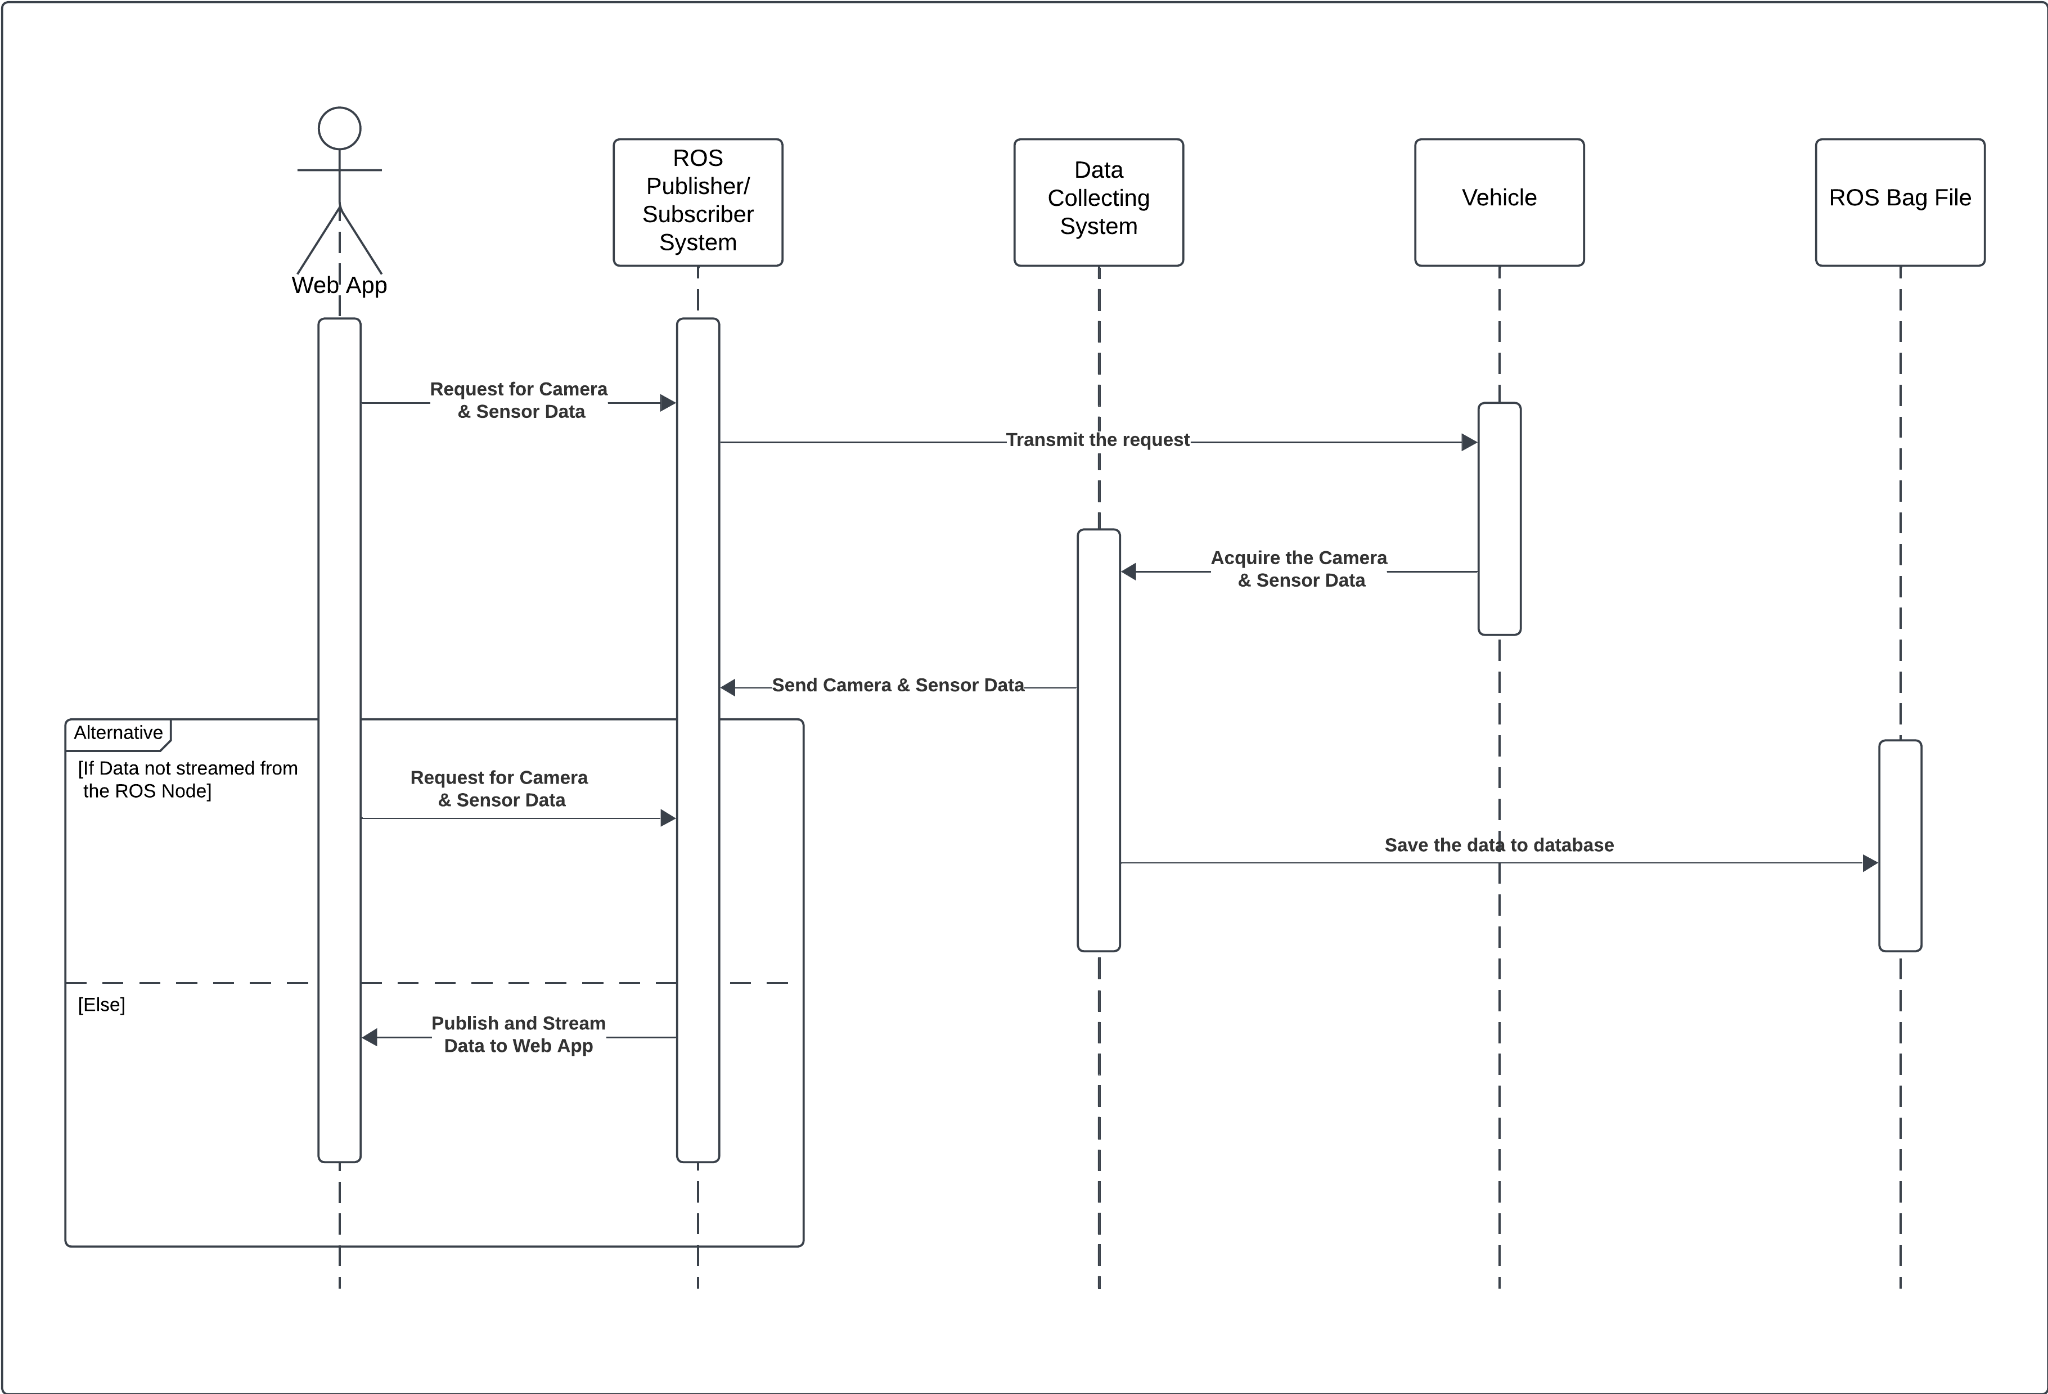 Web App
ROS
Publisher/
Subscriber
System
Data
Collecting
System
Vehicle
ROS Bag File
Request for Camera
& Sensor Data
Transmit the request
Acquire the Camera
& Sensor Data
Send Camera & Sensor Data
Alternative
[If Data not streamed from
the ROS Node]
Request for Camera
& Sensor Data
Save the data to database
[Else]
Publish and Stream
Data to Web App